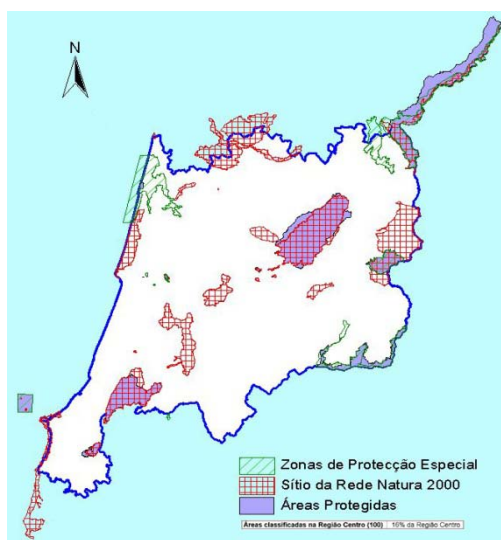 N
Zonas de Protecção Especial
Sítio da Rede Natura 2000
Áreas Protegidas
Áreas classificadas na Região Centro (100) 16% da Região Centro